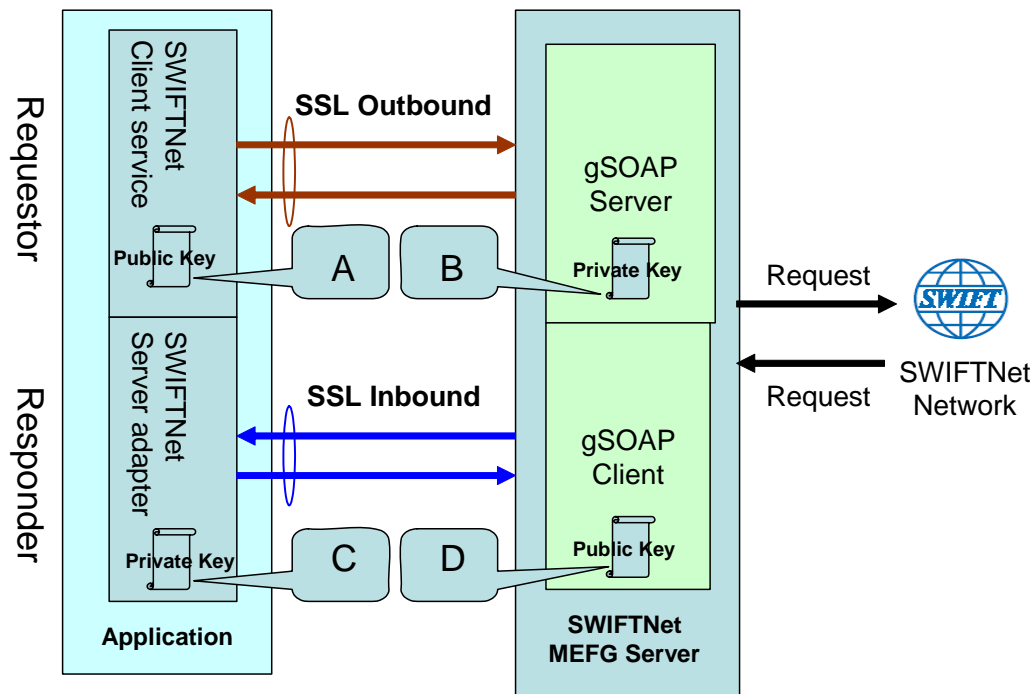 Requestor
SWIFTNet
Client service
Public Key
SSL Outbound
A
B
gSOAP
Server
Private Key
Request
SWIFT
SWIFTNet
Network
Request
Responder
SWIFTNet
Server adapter
Private Key
SSL Inbound
C
D
gSOAP
Client
Public Key
Application
SWIFTNet
MEFG Server